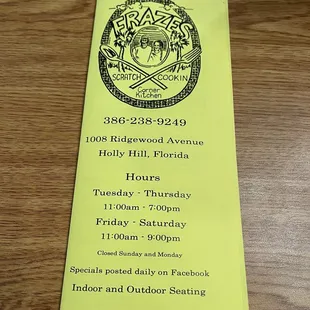 FRAZES
SCRATCH COOKIN
Corner
Kitchen
386-238-9249
1008 Ridgewood Avenue
Holly Hill, Florida
Hours
Tuesday - Thursday
11:00am - 7:00pm
Friday - Saturday
11:00am - 9:00pm
Closed Sunday and Monday
Specials posted daily on Facebook
Indoor and Outdoor Seating